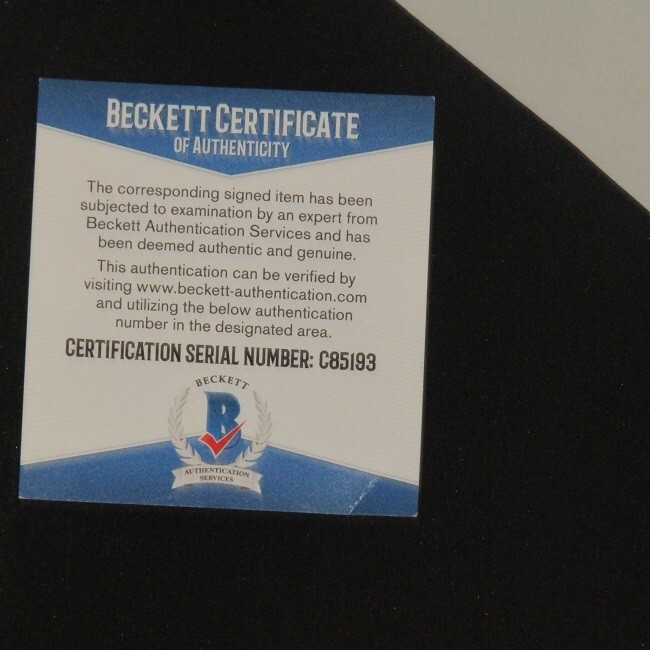 BECKETT CERTIFICATE
OF AUTHENTICITY
The corresponding signed item has been
subjected to examination by an expert from
Beckett Authentication Services and has
been deemed authentic and genuine.
This authentication can be verified by
visiting www.beckett-authentication.com
and utilizing the below authentication
number in the designated area.
CERTIFICATION SERIAL NUMBER: C85193
BECKETT
B
AUTHENTICATION
SERVICES